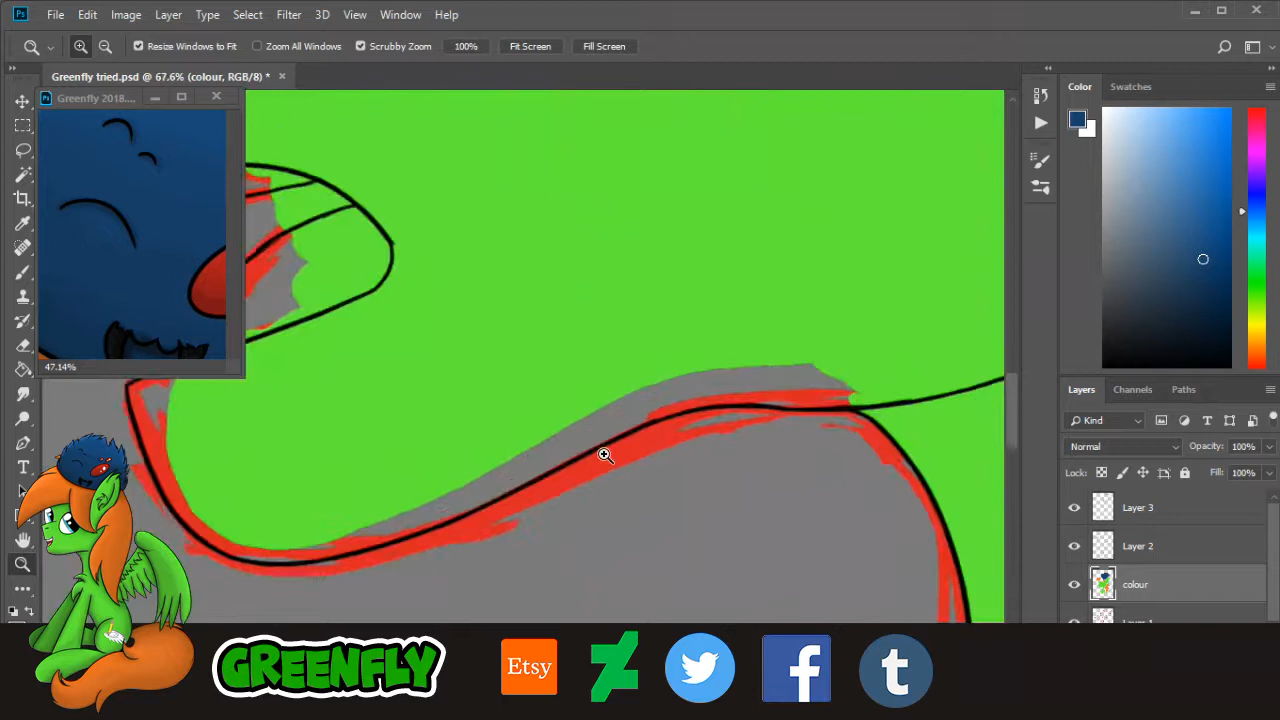 Ps File Edit Image Layer Type Select Filter 3D View Window Help
Resize Windows to Fit Zoom All Windows Scrubby Zoom 100% Fit Screen Fill Screen
Greenfly tried.psd @ 67.6% (colour, RGB/8) *
Color Swatches
Greenfly 2018....
47.14%
Layers Channels Paths
Kind
Normal Opacity: 100%
Lock: Fill: 100%
Layer 3
Layer 2
colour
GREENFLY Etsy f t